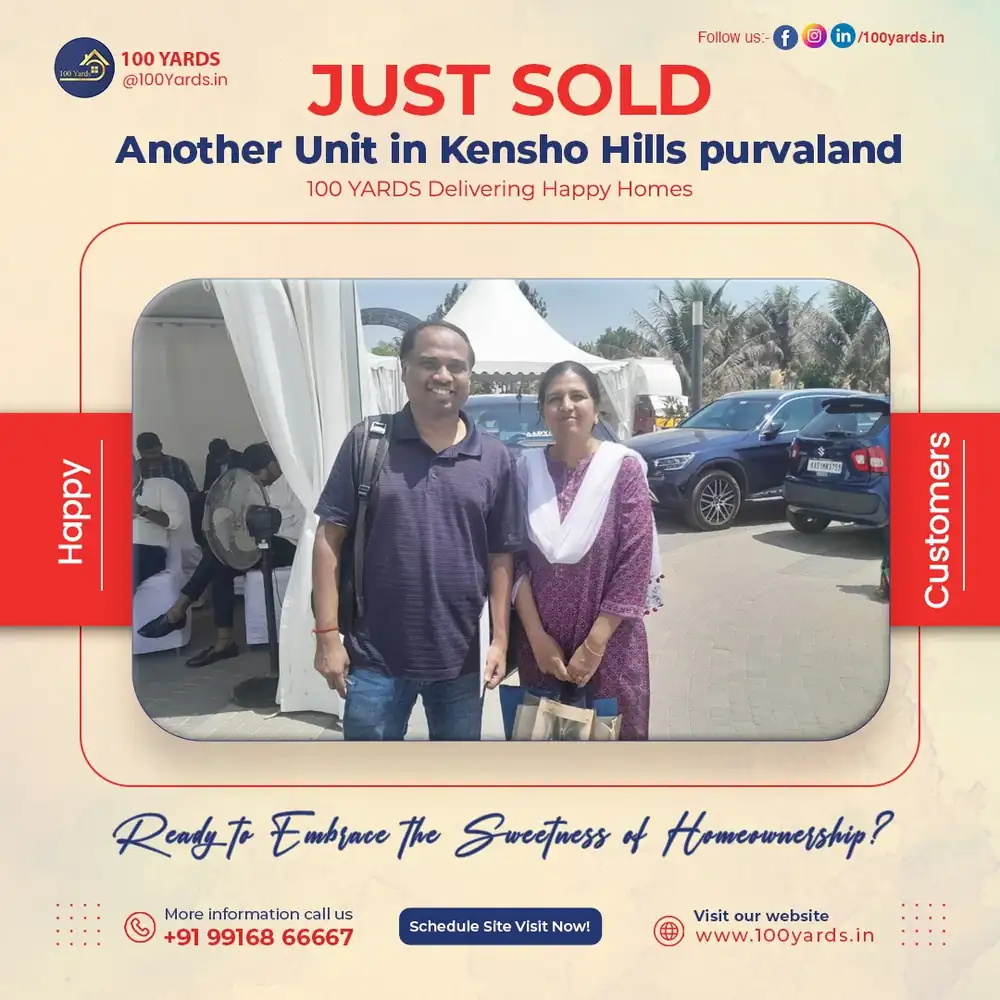 100 Yards
100 YARDS
@100Yards.in
Follow us:- /100yards.in
JUST SOLD
Another Unit in Kensho Hills purvaland
100 YARDS Delivering Happy Homes
Happy
Customers
Ready to Embrace the Sweetness of Homeownership?
More information call us
+91 99168 66667
Schedule Site Visit Now!
Visit our website
www.100yards.in